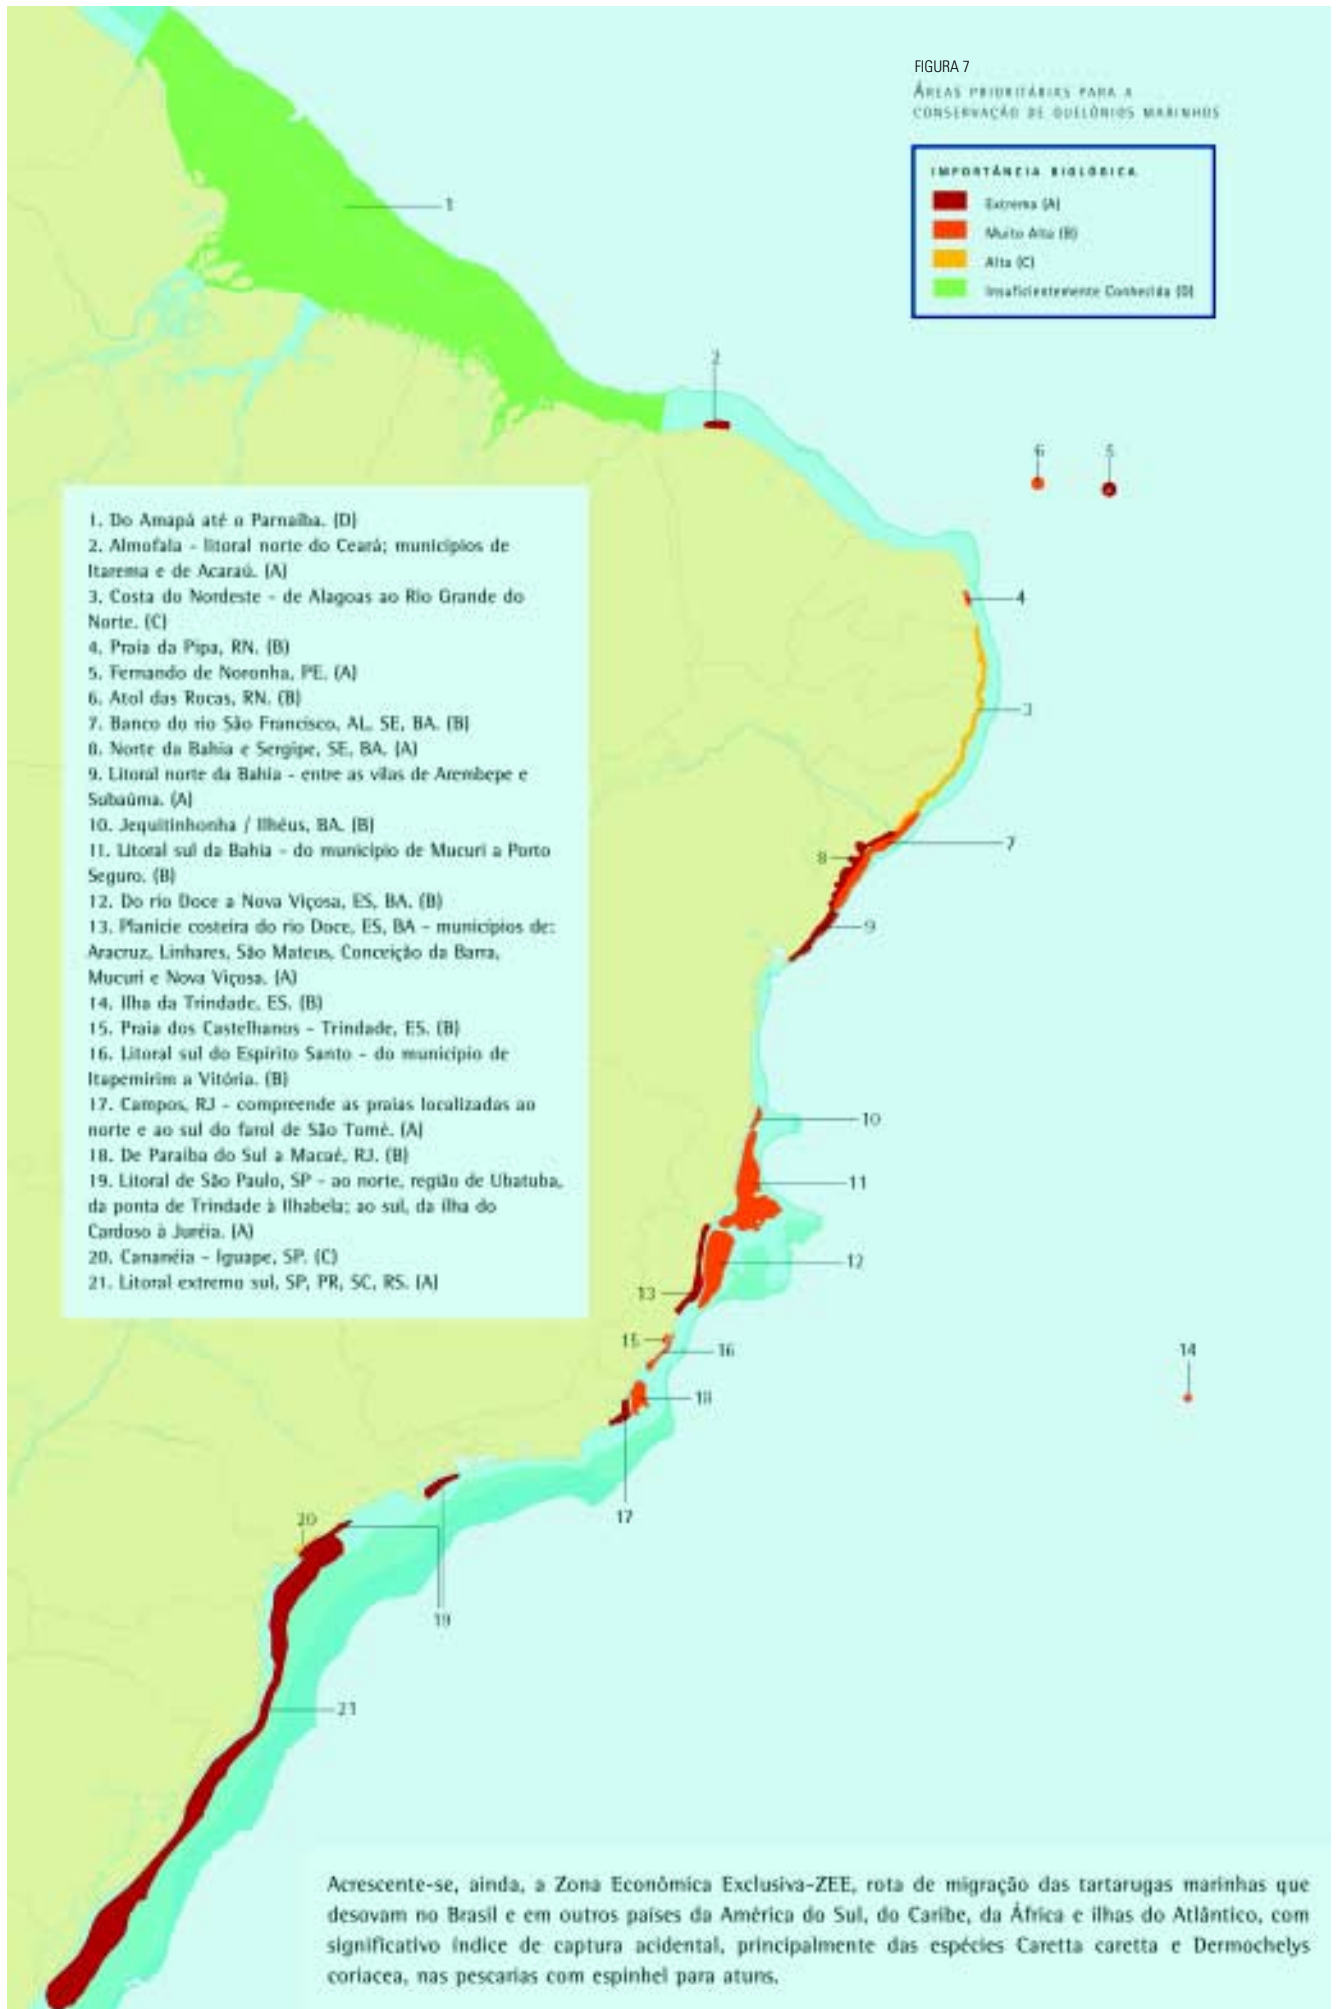 FIGURA 7
ÁREAS PRIORITÁRIAS PARA A
CONSERVAÇÃO DE QUELÔNIOS MARINHOS
IMPORTÂNCIA BIOLÓGICA
Extrema (A)
Muito Alta (B)
Alta (C)
Insuficientemente Conhecida (D)
1
2
6
5
4
3
7
8
9
10
11
12
13
15
16
14
18
17
20
19
21
1. Do Amapá até o Parnaíba. (D)
2. Almofala - litoral norte do Ceará; municípios de
Itarema e de Acaraú. (A)
3. Costa do Nordeste - de Alagoas ao Rio Grande do
Norte. (C)
4. Praia da Pipa, RN. (B)
5. Fernando de Noronha, PE. (A)
6. Atol das Rocas, RN. (B)
7. Banco do rio São Francisco, AL, SE, BA. (B)
8. Norte da Bahia e Sergipe, SE, BA. (A)
9. Litoral norte da Bahia - entre as vilas de Arembepe e
Subaúma. (A)
10. Jequitinhonha / Ilhéus, BA. (B)
11. Litoral sul da Bahia - do município de Mucuri a Porto
Seguro. (B)
12. Do rio Doce a Nova Viçosa, ES, BA. (B)
13. Planície costeira do rio Doce, ES, BA - municípios de:
Aracruz, Linhares, São Mateus, Conceição da Barra,
Mucuri e Nova Viçosa. (A)
14. Ilha da Trindade, ES. (B)
15. Praia dos Castelhanos - Trindade, ES. (B)
16. Litoral sul do Espírito Santo - do município de
Itapemirim a Vitória. (B)
17. Campos, RJ - compreende as praias localizadas ao
norte e ao sul do farol de São Tomé. (A)
18. De Paraíba do Sul a Macaé, RJ. (B)
19. Litoral de São Paulo, SP - ao norte, região de Ubatuba,
da ponta de Trindade à Ilhabela; ao sul, da ilha do
Cardoso à Juréia. (A)
20. Cananéia - Iguape, SP. (C)
21. Litoral extremo sul, SP, PR, SC, RS. (A)
Acrescente-se, ainda, a Zona Econômica Exclusiva-ZEE, rota de migração das tartarugas marinhas que
desovam no Brasil e em outros países da América do Sul, do Caribe, da África e ilhas do Atlântico, com
significativo índice de captura acidental, principalmente das espécies Caretta caretta e Dermochelys
coriacea, nas pescarias com espinhel para atuns.